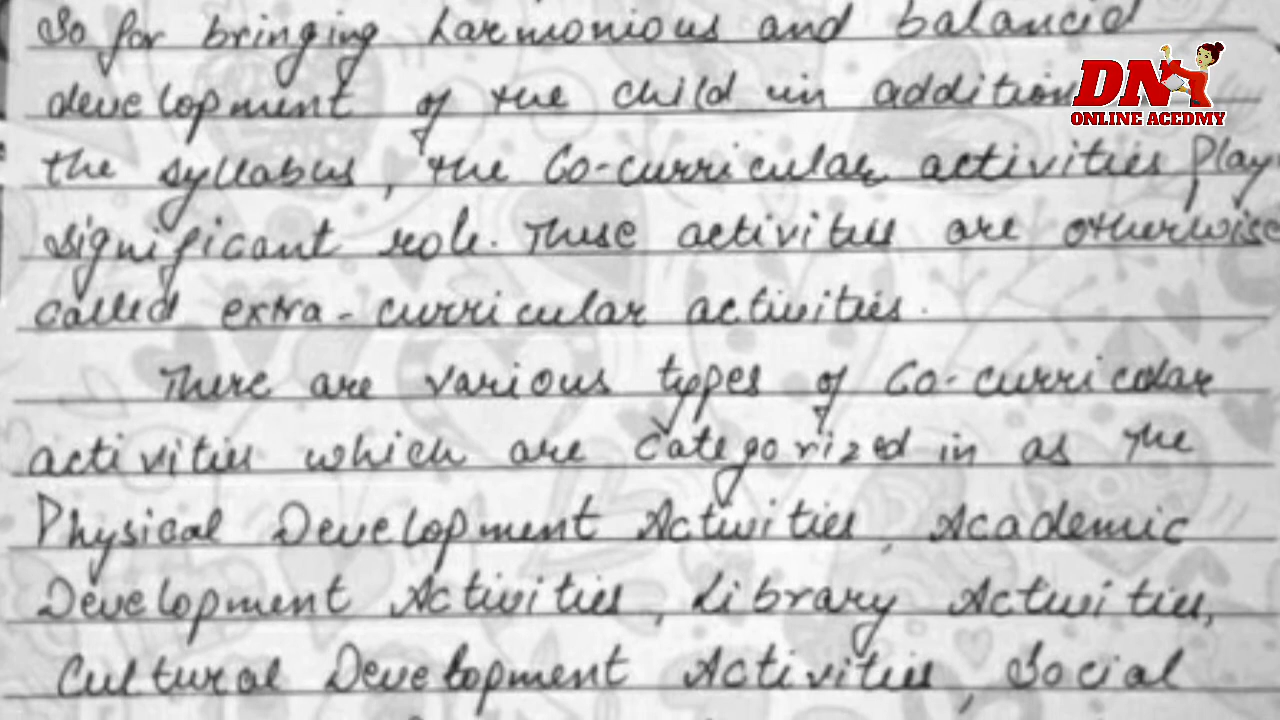 So for bringing harmonious and balanced
development of the child in addition
the syllabus, the Co-curricular activities Play
significant role. These activities are otherwise
called extra-curricular activities.
There are various types of Co-curricular
activities which are Categorized in as The
Physical Development Activities, Academic
Development Activities, Library Activities,
Cultural Development Activities, Social
DN
ONLINE ACEDMY